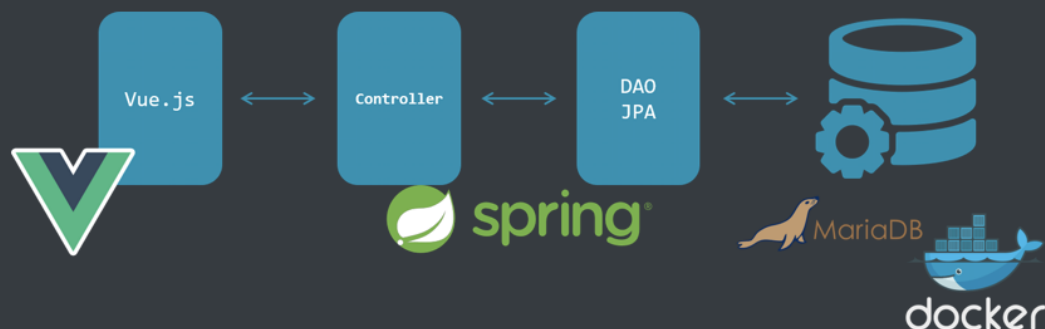 Vue.js
Controller
DAO
JPA
spring
MariaDB
docker